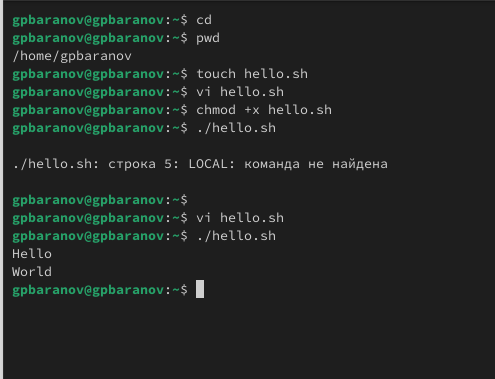 gpbaranov@gpbaranov:~$ cd
gpbaranov@gpbaranov:~$ pwd
/home/gpbaranov
gpbaranov@gpbaranov:~$ touch hello.sh
gpbaranov@gpbaranov:~$ vi hello.sh
gpbaranov@gpbaranov:~$ chmod +x hello.sh
gpbaranov@gpbaranov:~$ ./hello.sh
./hello.sh: строка 5: LOCAL: команда не найдена
gpbaranov@gpbaranov:~$
gpbaranov@gpbaranov:~$ vi hello.sh
gpbaranov@gpbaranov:~$ ./hello.sh
Hello
World
gpbaranov@gpbaranov:~$